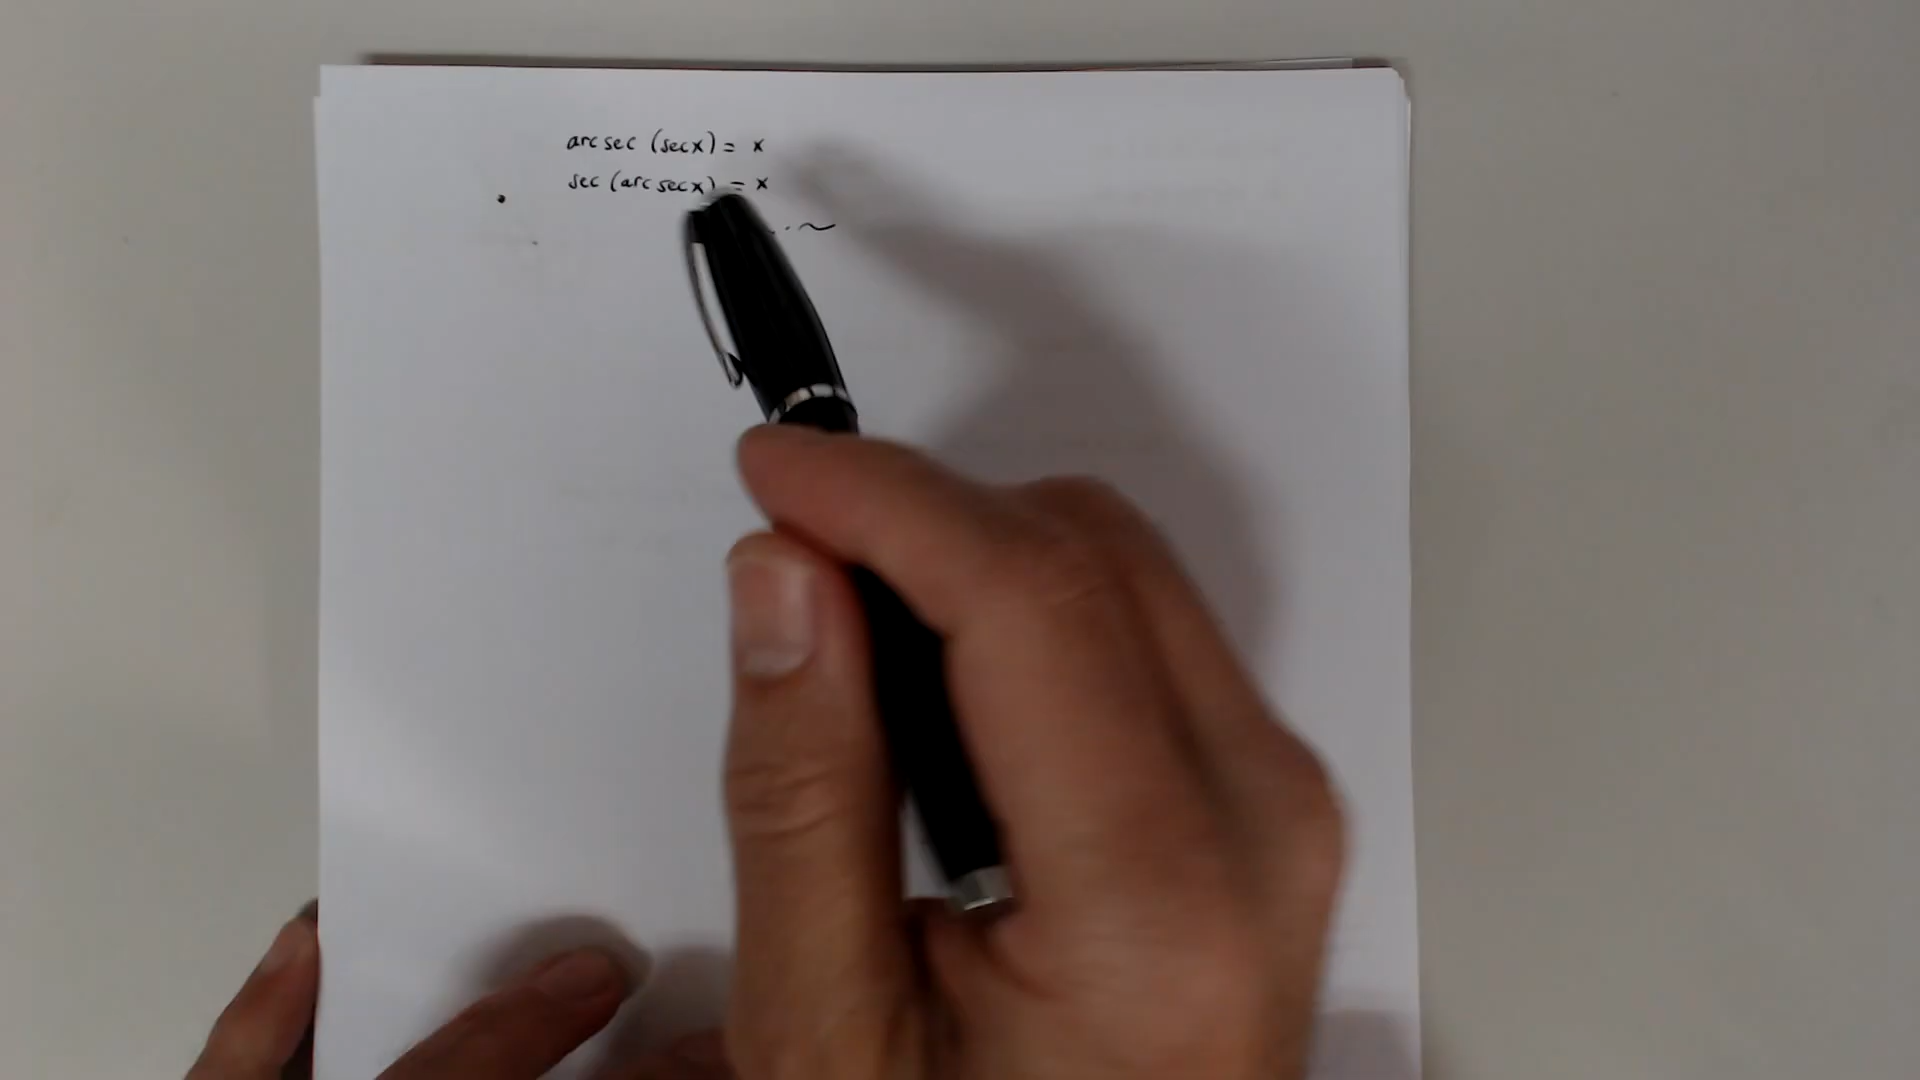 arcsec (secx) = x
sec (arcsecx) = x